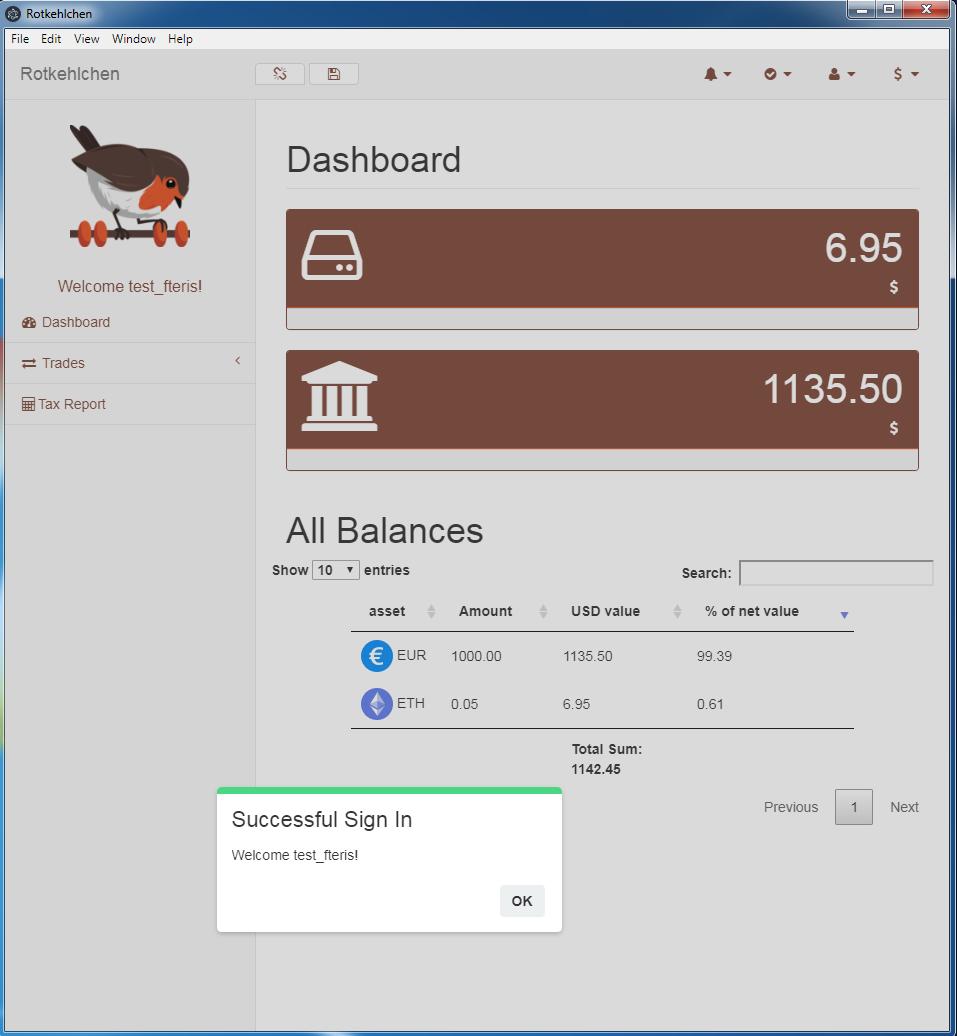 Rotkehlchen
File Edit View Window Help
Rotkehlchen
$
Dashboard
6.95
$
Welcome test_fteris!
Dashboard
Trades
Tax Report
1135.50
$
All Balances
Show 10 entries
Search:
asset Amount USD value % of net value
EUR 1000.00 1135.50 99.39
ETH 0.05 6.95 0.61
Total Sum:
1142.45
Previous 1 Next
Successful Sign In
Welcome test_fteris!
OK